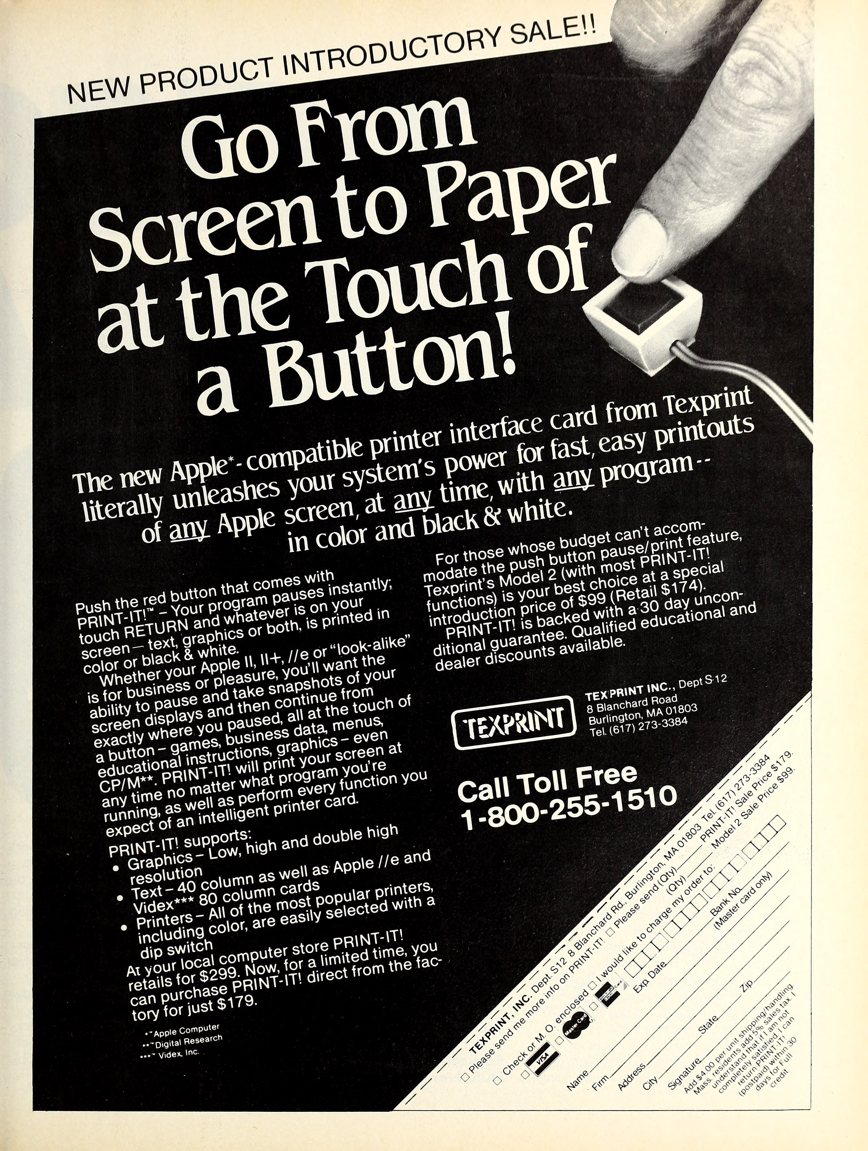 NEW PRODUCT INTRODUCTORY SALE!!
Go From
Screen to Paper
at the Touch of
a Button!
The new Apple*-compatible printer interface card from Texprint
literally unleashes your system's power for fast, easy printouts
of any Apple screen, at any time, with any program--
in color and black & white.
Push the red button that comes with
PRINT-IT!™ – Your program pauses instantly;
touch RETURN and whatever is on your
screen — text, graphics or both, is printed in
color or black & white.
Whether your Apple II, II+, //e or "look-alike"
is for business or pleasure, you'll want the
ability to pause and take snapshots of your
screen displays and then continue from
exactly where you paused, all at the touch of
a button – games, business data, menus,
educational instructions, graphics – even
CP/M**. PRINT-IT! will print your screen at
any time no matter what program you're
running, as well as perform every function you
expect of an intelligent printer card.
PRINT-IT! supports:
• Graphics – Low, high and double high
resolution
• Text – 40 column as well as Apple //e and
Videx*** 80 column cards
• Printers – All of the most popular printers,
including color, are easily selected with a
dip switch
At your local computer store PRINT-IT!
retails for $299. Now, for a limited time, you
can purchase PRINT-IT! direct from the fac-
tory for just $179.
*™Apple Computer
**™Digital Research
***™ Videx, Inc.
For those whose budget can't accom-
modate the push button pause/print feature,
Texprint's Model 2 (with most PRINT-IT!
functions) is your best choice at a special
introduction price of $99 (Retail $174).
PRINT-IT! is backed with a 30 day uncon-
ditional guarantee. Qualified educational and
dealer discounts available.
TEXPRINT
TEXPRINT INC., Dept S-12
8 Blanchard Road
Burlington, MA 01803
Tel. (617) 273-3384
Call Toll Free
1-800-255-1510
TEXPRINT, INC. Dept. S12 8 Blanchard Rd., Burlington, MA 01803 Tel. (617) 273-3384
□ Please send me more info on PRINT-IT! □ Please send (Qty) PRINT-IT! Sale Price $179.
(Qty) Model 2 Sale Price $99.
□ Check or M.O. enclosed □ I would like to charge my order to:
□ VISA □ MasterCard □
Exp Date Bank No.
(Master card only)
Name
Firm
Address
City State Zip
Signature
Add $4.00 per unit shipping/handling
Mass. residents add 5% sales tax. I
understand that if I am not
completely satisfied, I can
return PRINT-IT!
(postpaid) within 30
days for Full
credit